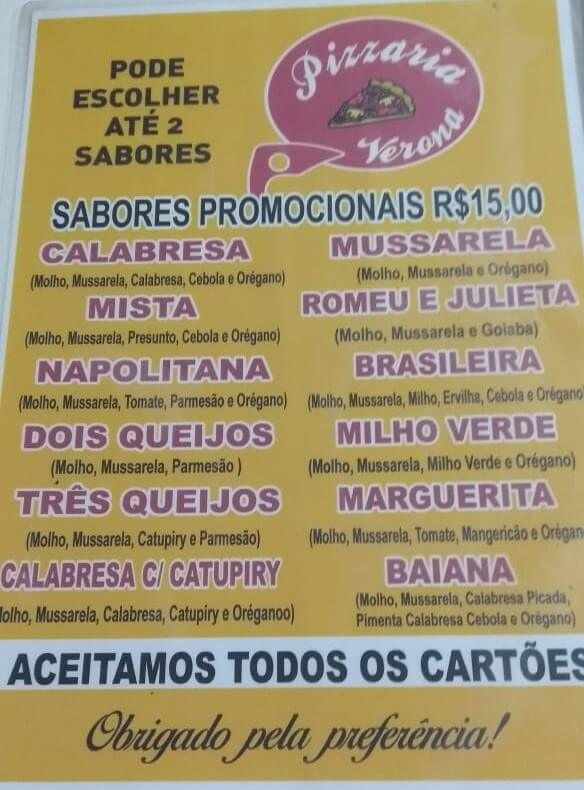 PODE
ESCOLHER
ATÉ 2
SABORES
Pizzaria
Verona
SABORES PROMOCIONAIS R$15,00
CALABRESA
(Molho, Mussarela, Calabresa, Cebola e Orégano)
MISTA
(Molho, Mussarela, Presunto, Cebola e Orégano)
NAPOLITANA
(Molho, Mussarela, Tomate, Parmesão e Orégano)
DOIS QUEIJOS
(Molho, Mussarela, Parmesão )
TRÊS QUEIJOS
(Molho, Mussarela, Catupiry e Parmesão)
CALABRESA C/ CATUPIRY
olho, Mussarela, Calabresa, Catupiry e Oréganoo)
MUSSARELA
(Molho, Mussarela e Orégano)
ROMEU E JULIETA
(Molho, Mussarela e Goiaba)
BRASILEIRA
(Molho, Mussarela, Milho, Ervilha, Cebola e Orégano
MILHO VERDE
(Molho, Mussarela, Milho Verde e Orégano)
MARGUERITA
(Molho, Mussarela, Tomate, Mangericão e Orégan
BAIANA
(Molho, Mussarela, Calabresa Picada,
Pimenta Calabresa Cebola e Orégano)
ACEITAMOS TODOS OS CARTÕES
Obrigado pela preferência!